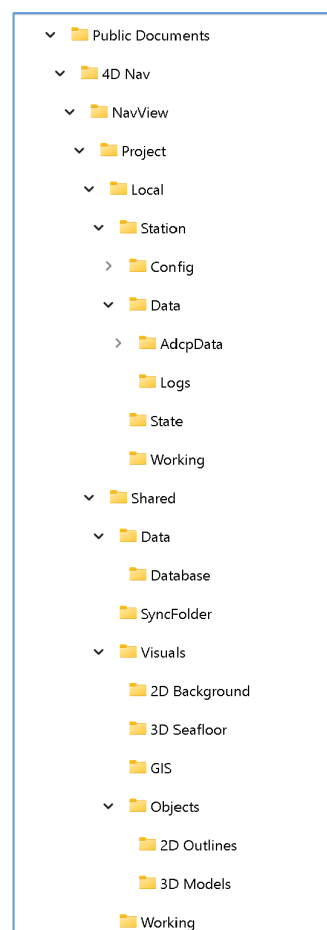 Public Documents
4D Nav
NavView
Project
Local
Station
Config
Data
AdcpData
Logs
State
Working
Shared
Data
Database
SyncFolder
Visuals
2D Background
3D Seafloor
GIS
Objects
2D Outlines
3D Models
Working